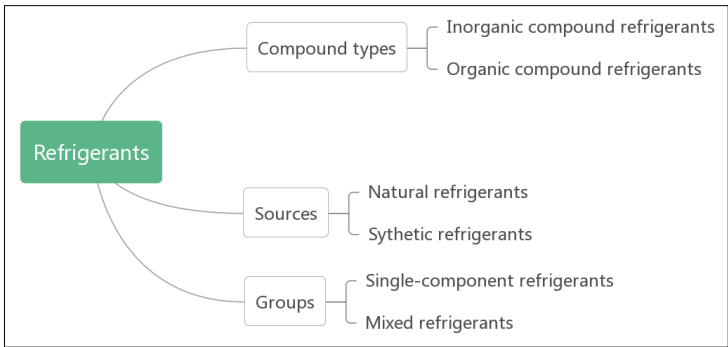 Refrigerants
Compound types
Inorganic compound refrigerants
Organic compound refrigerants
Sources
Natural refrigerants
Sythetic refrigerants
Groups
Single-component refrigerants
Mixed refrigerants